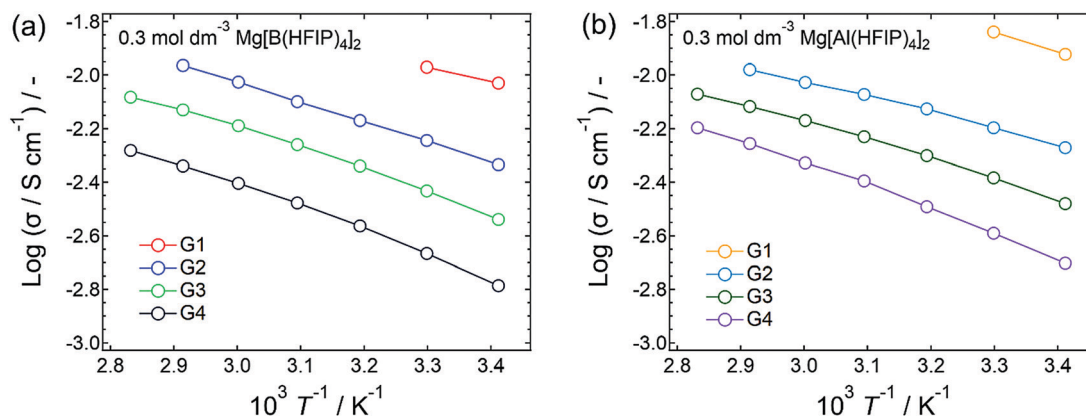 (a)
0.3 mol dm⁻³ Mg[B(HFIP)₄]₂
Log (σ / S cm⁻¹) / -
-1.8
-2.0
-2.2
-2.4
-2.6
-2.8
-3.0
G1
G2
G3
G4
2.8 2.9 3.0 3.1 3.2 3.3 3.4
10³ T⁻¹ / K⁻¹
(b)
0.3 mol dm⁻³ Mg[Al(HFIP)₄]₂
Log (σ / S cm⁻¹) / -
-1.8
-2.0
-2.2
-2.4
-2.6
-2.8
-3.0
G1
G2
G3
G4
2.8 2.9 3.0 3.1 3.2 3.3 3.4
10³ T⁻¹ / K⁻¹